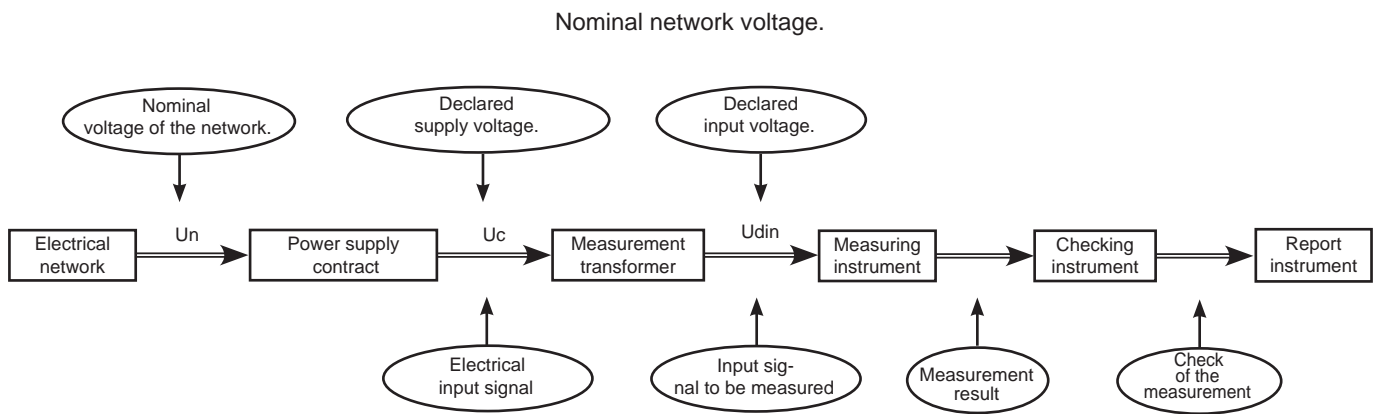 Nominal network voltage.
Nominal
voltage of the network.
Declared
supply voltage.
Declared
input voltage.
Electrical
network
Un
Power supply
contract
Uc
Measurement
transformer
Udin
Measuring
instrument
Checking
instrument
Report
instrument
Electrical
input signal
Input sig-
nal to be measured
Measurement
result
Check
of the
measurement